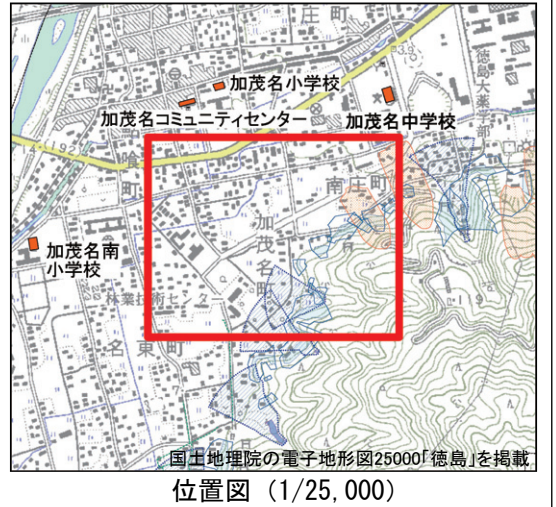 庄町
加茂名小学校
加茂名コミュニティセンター
加茂名中学校
徳島大薬学部
鮎喰町
南庄町
加茂名町
加茂名南
小学校
林業技術センター
名東町
国土地理院の電子地形図25000「徳島」を掲載
位置図（1/25,000）